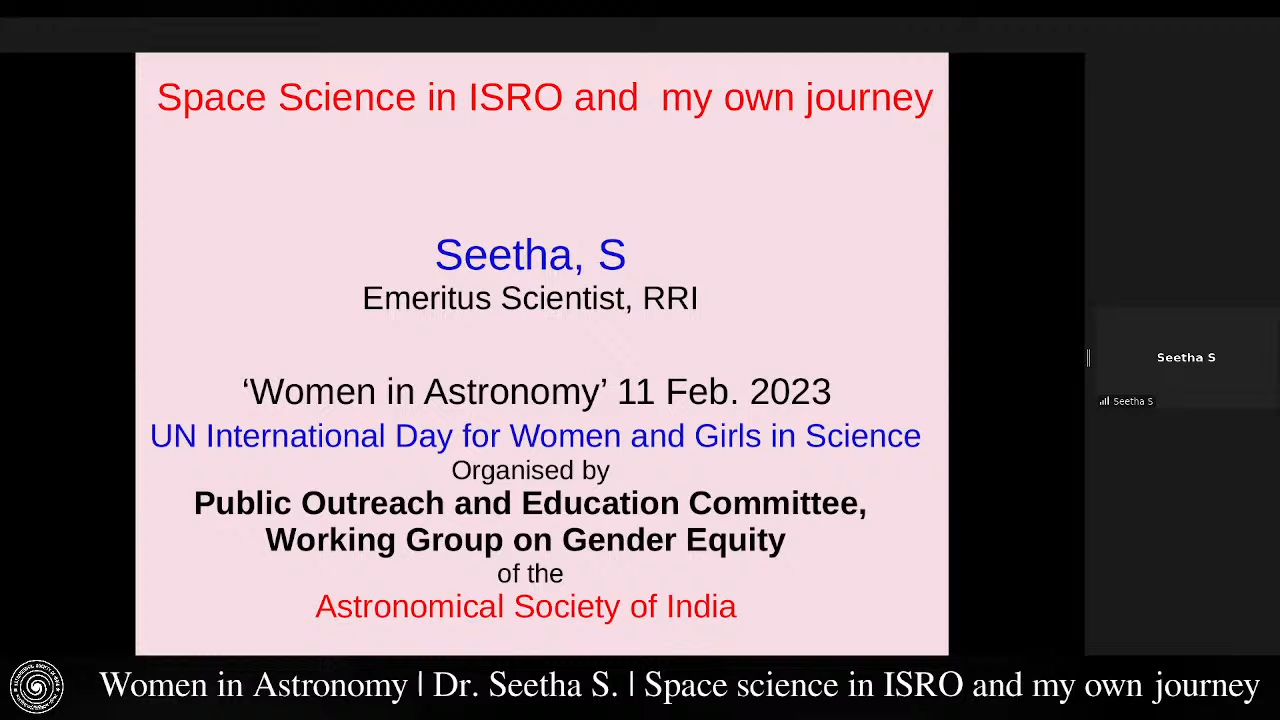 Space Science in ISRO and my own journey
Seetha, S
Emeritus Scientist, RRI
‘Women in Astronomy’ 11 Feb. 2023
UN International Day for Women and Girls in Science
Organised by
Public Outreach and Education Committee,
Working Group on Gender Equity
of the
Astronomical Society of India
Seetha S
Seetha S
Women in Astronomy | Dr. Seetha S. | Space science in ISRO and my own journey